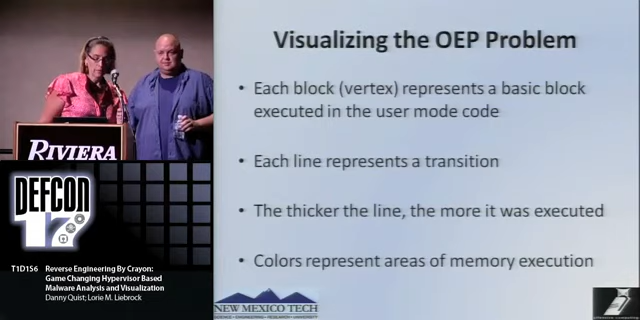 Visualizing the OEP Problem
• Each block (vertex) represents a basic block
executed in the user mode code
• Each line represents a transition
• The thicker the line, the more it was executed
• Colors represent areas of memory execution
RIVIERA
DEFCON
17
T1D156
Reverse Engineering By Crayon:
Game Changing Hypervisor Based
Malware Analysis and Visualization
Danny Quist; Lorie M. Liebrock
NEW MEXICO TECH